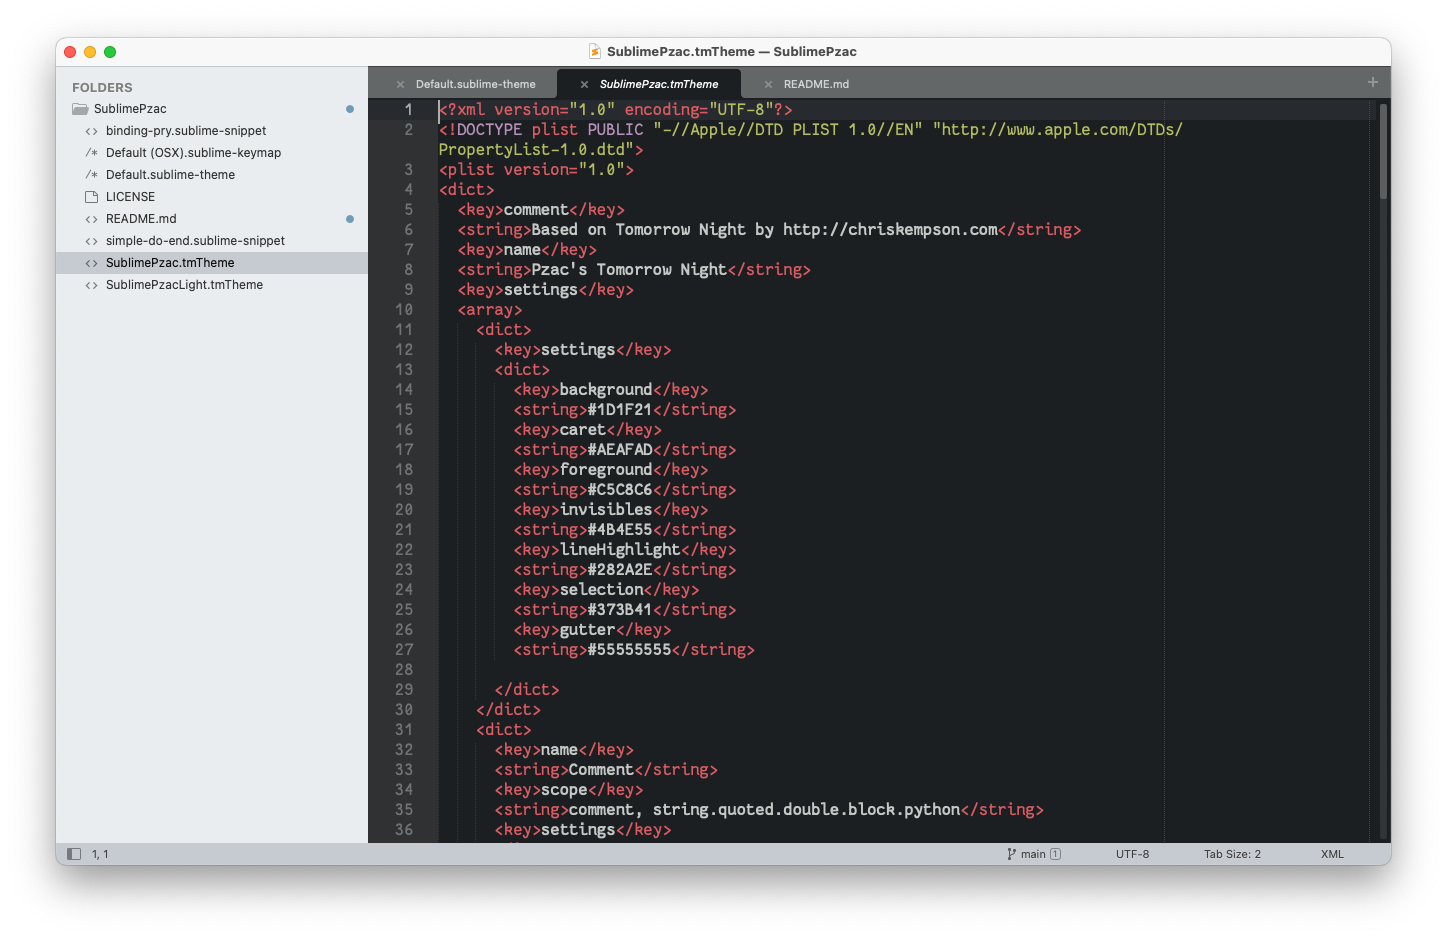 SublimePzac.tmTheme — SublimePzac
FOLDERS
SublimePzac
<> binding-pry.sublime-snippet
/* Default (OSX).sublime-keymap
/* Default.sublime-theme
LICENSE
<> README.md
<> simple-do-end.sublime-snippet
<> SublimePzac.tmTheme
<> SublimePzacLight.tmTheme
× Default.sublime-theme × SublimePzac.tmTheme × README.md +
1 <?xml version="1.0" encoding="UTF-8"?>
2 <!DOCTYPE plist PUBLIC "-//Apple//DTD PLIST 1.0//EN" "http://www.apple.com/DTDs/
PropertyList-1.0.dtd">
3 <plist version="1.0">
4 <dict>
5 <key>comment</key>
6 <string>Based on Tomorrow Night by http://chriskempson.com</string>
7 <key>name</key>
8 <string>Pzac's Tomorrow Night</string>
9 <key>settings</key>
10 <array>
11 <dict>
12 <key>settings</key>
13 <dict>
14 <key>background</key>
15 <string>#1D1F21</string>
16 <key>caret</key>
17 <string>#AEAFAD</string>
18 <key>foreground</key>
19 <string>#C5C8C6</string>
20 <key>invisibles</key>
21 <string>#4B4E55</string>
22 <key>lineHighlight</key>
23 <string>#282A2E</string>
24 <key>selection</key>
25 <string>#373B41</string>
26 <key>gutter</key>
27 <string>#55555555</string>
28
29 </dict>
30 </dict>
31 <dict>
32 <key>name</key>
33 <string>Comment</string>
34 <key>scope</key>
35 <string>comment, string.quoted.double.block.python</string>
36 <key>settings</key>
1, 1 main 1 UTF-8 Tab Size: 2 XML